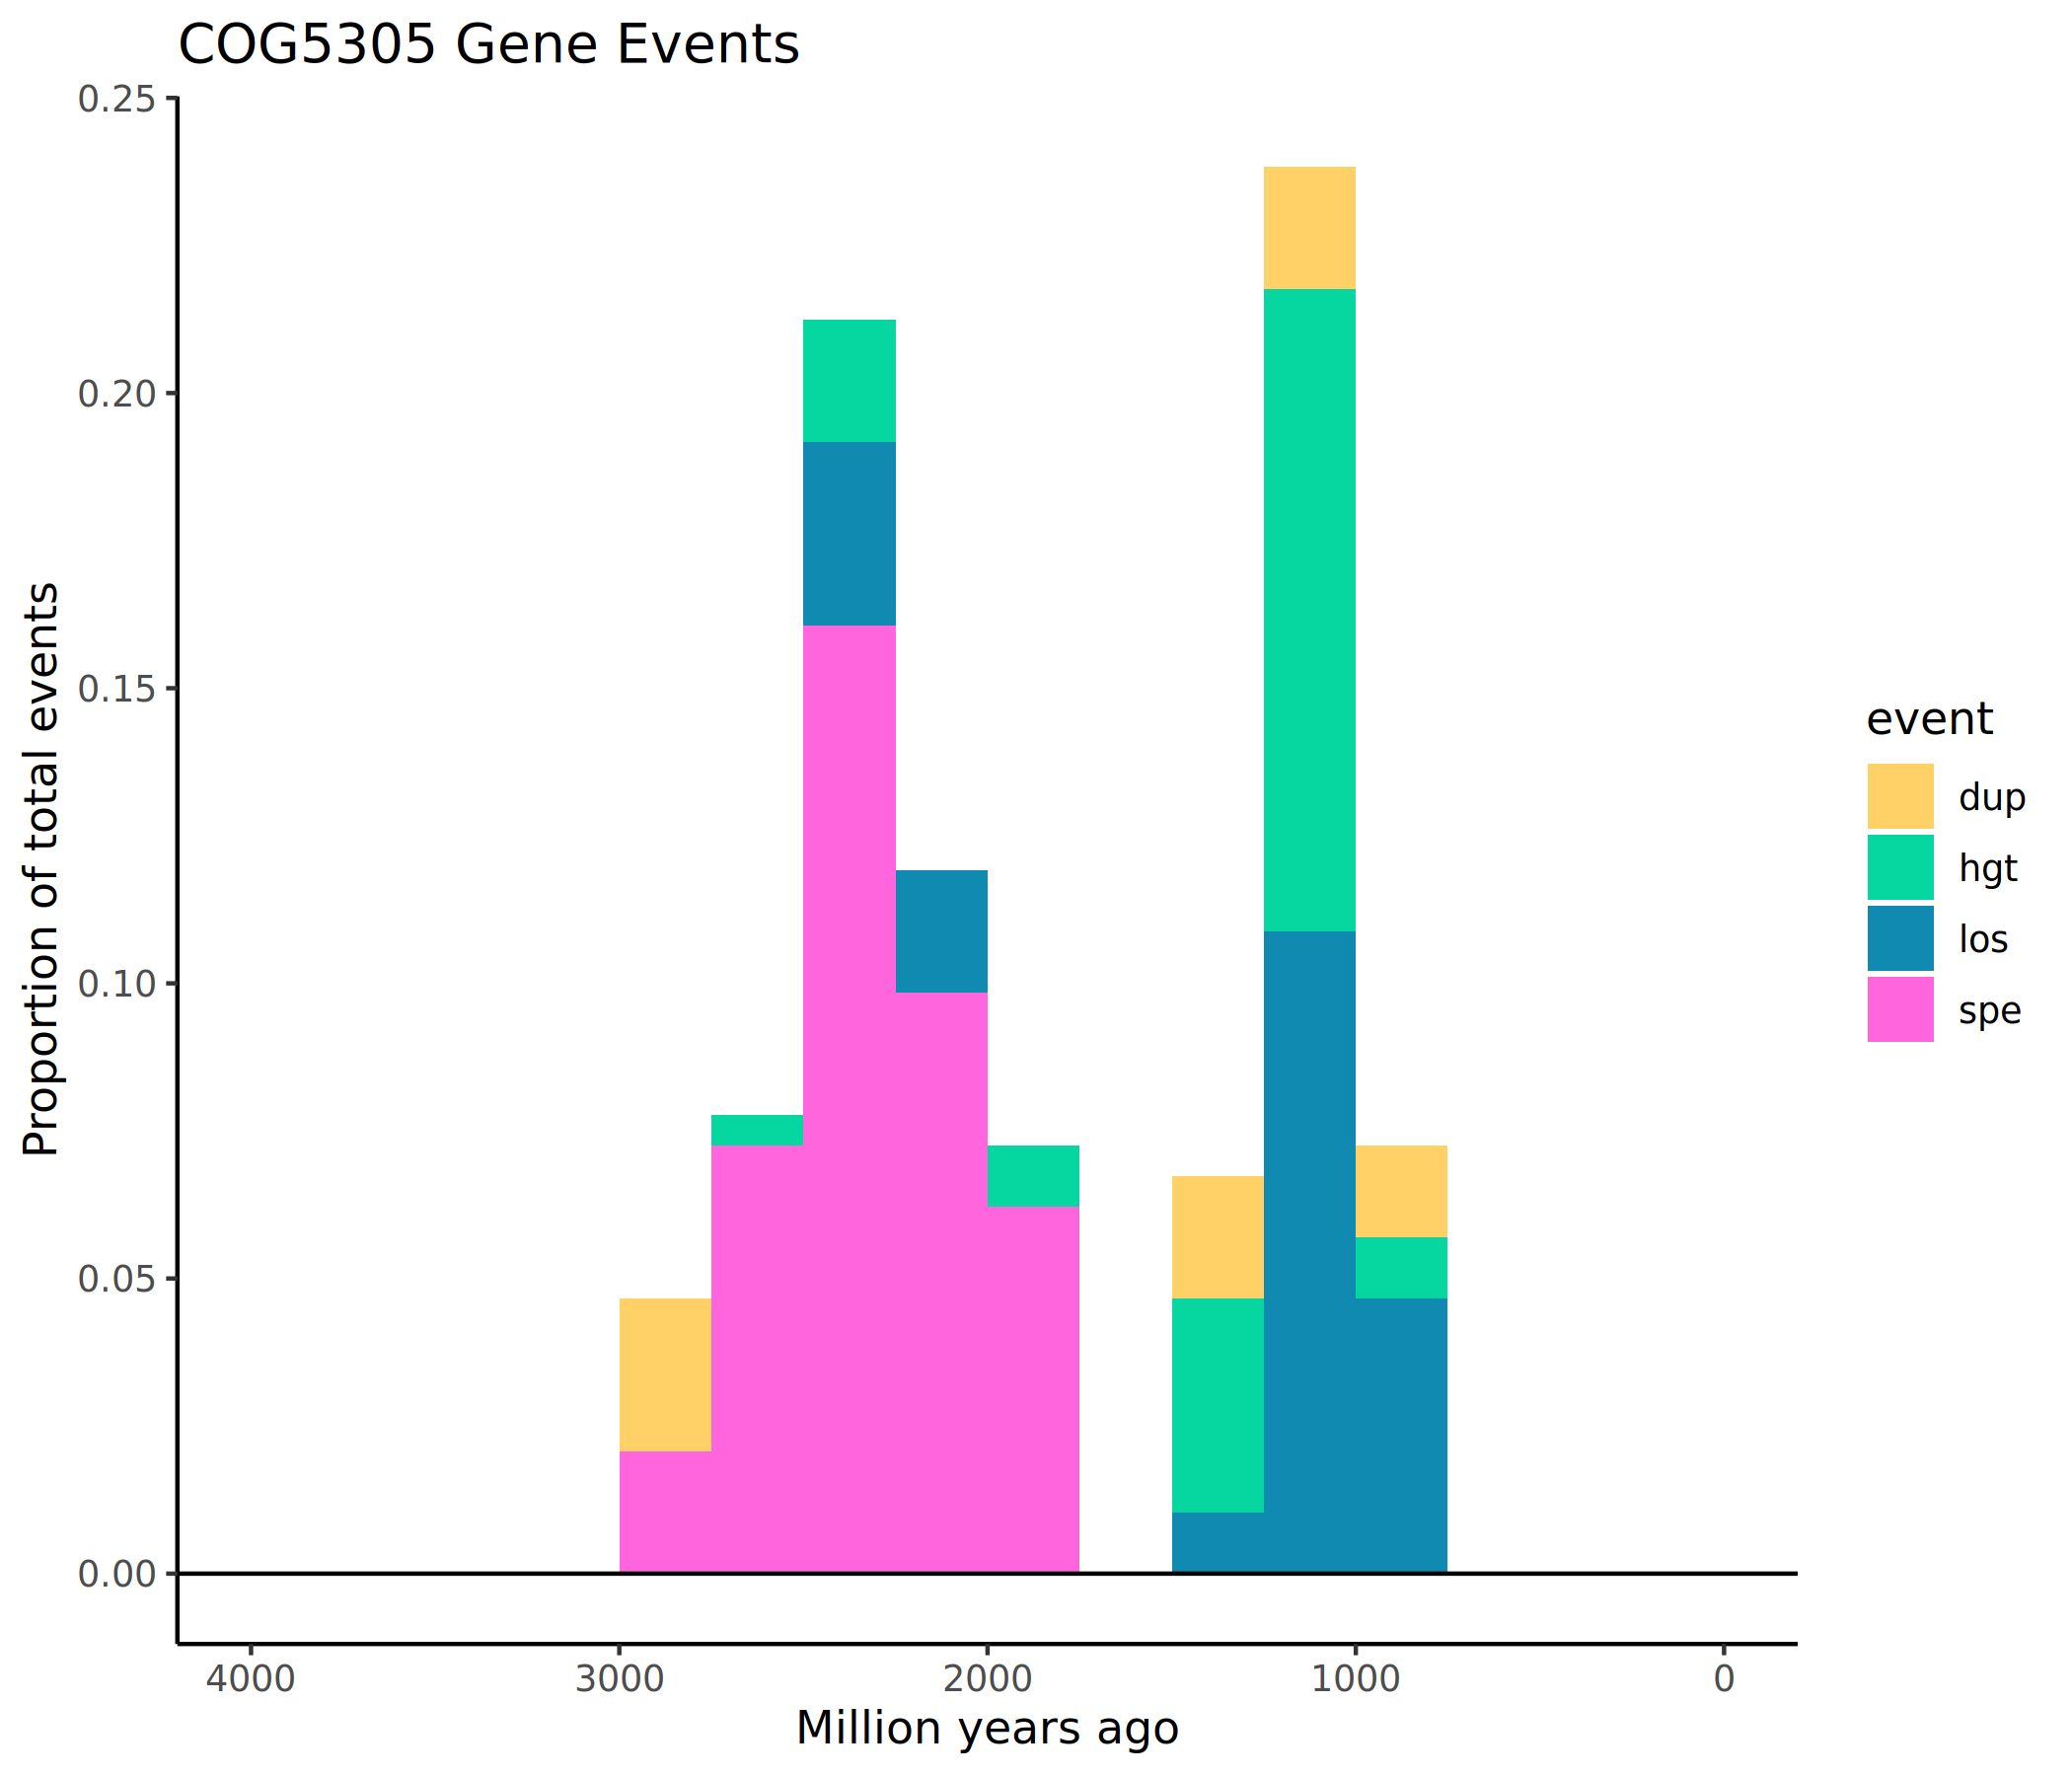 COG5305 Gene Events
0.25
0.20
0.15
0.10
0.05
0.00
Proportion of total events
4000 3000 2000 1000 0
Million years ago
event
dup
hgt
los
spe